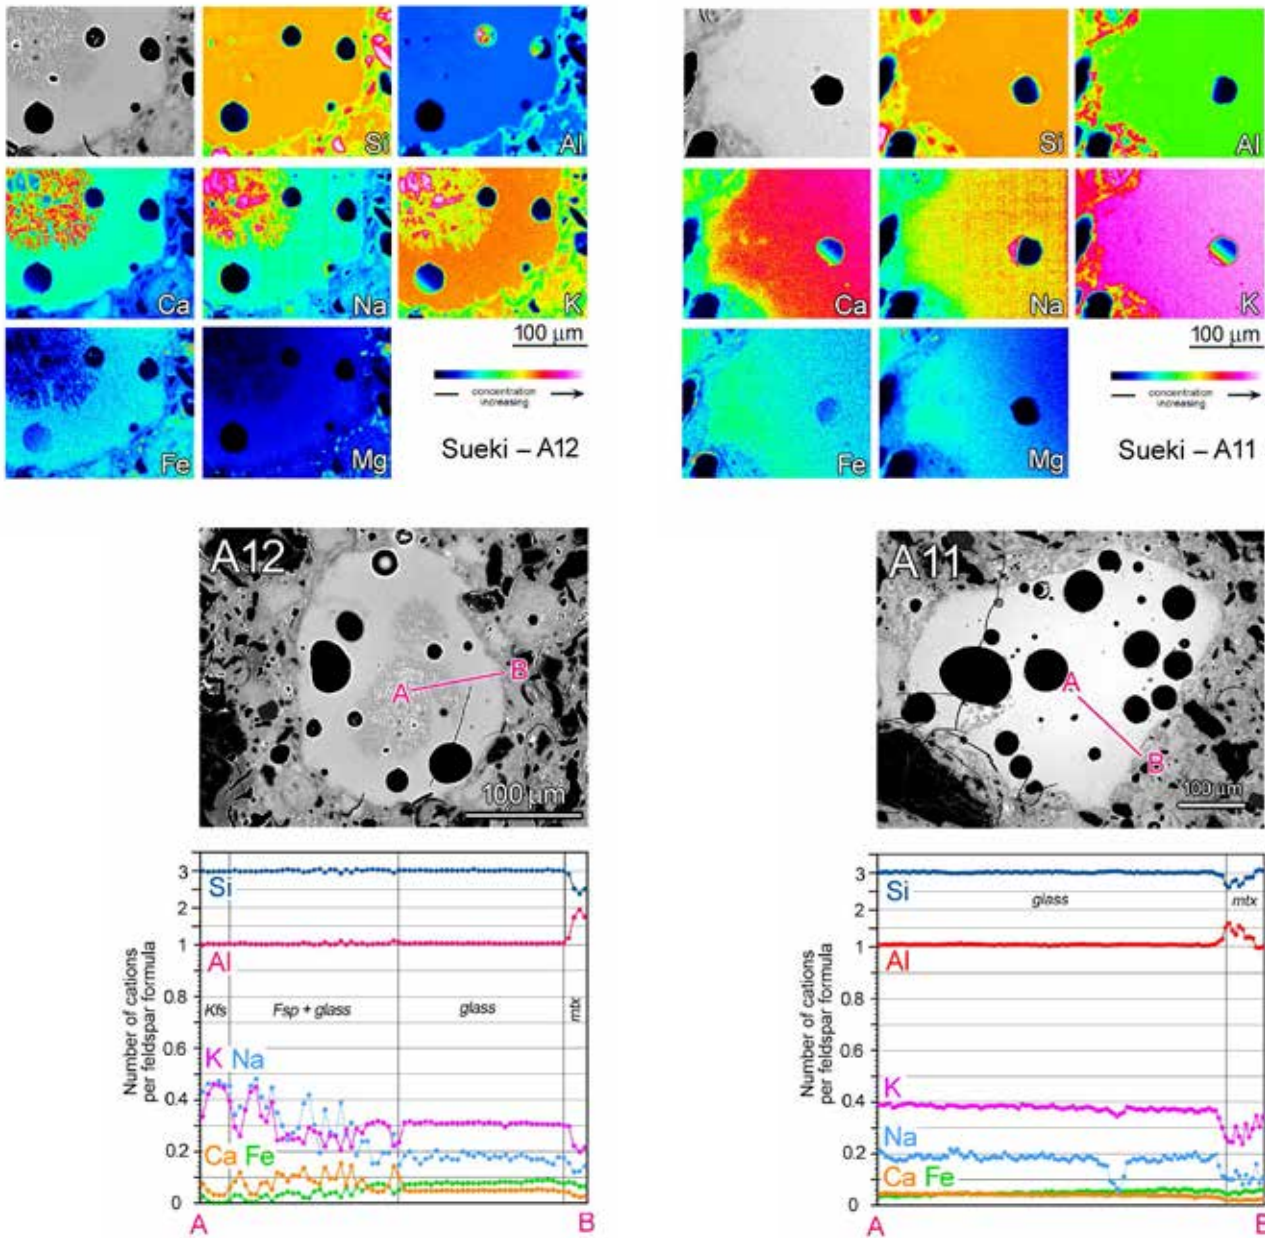 Si
Al
Ca
Na
K
100 µm
concentration
increasing
Fe
Mg
Sueki – A12
Si
Al
Ca
Na
K
100 µm
concentration
increasing
Fe
Mg
Sueki – A11
A12
A
B
100 µm
A11
A
B
100 µm
Number of cations
per feldspar formula
3
2
1
0.8
0.6
0.4
0.2
0
Si
Al
Kfs
Fsp + glass
glass
mtx
K Na
Ca Fe
A
B
Number of cations
per feldspar formula
3
2
1
0.8
0.6
0.4
0.2
0
Si
glass
mtx
Al
K
Na
Ca Fe
A
B